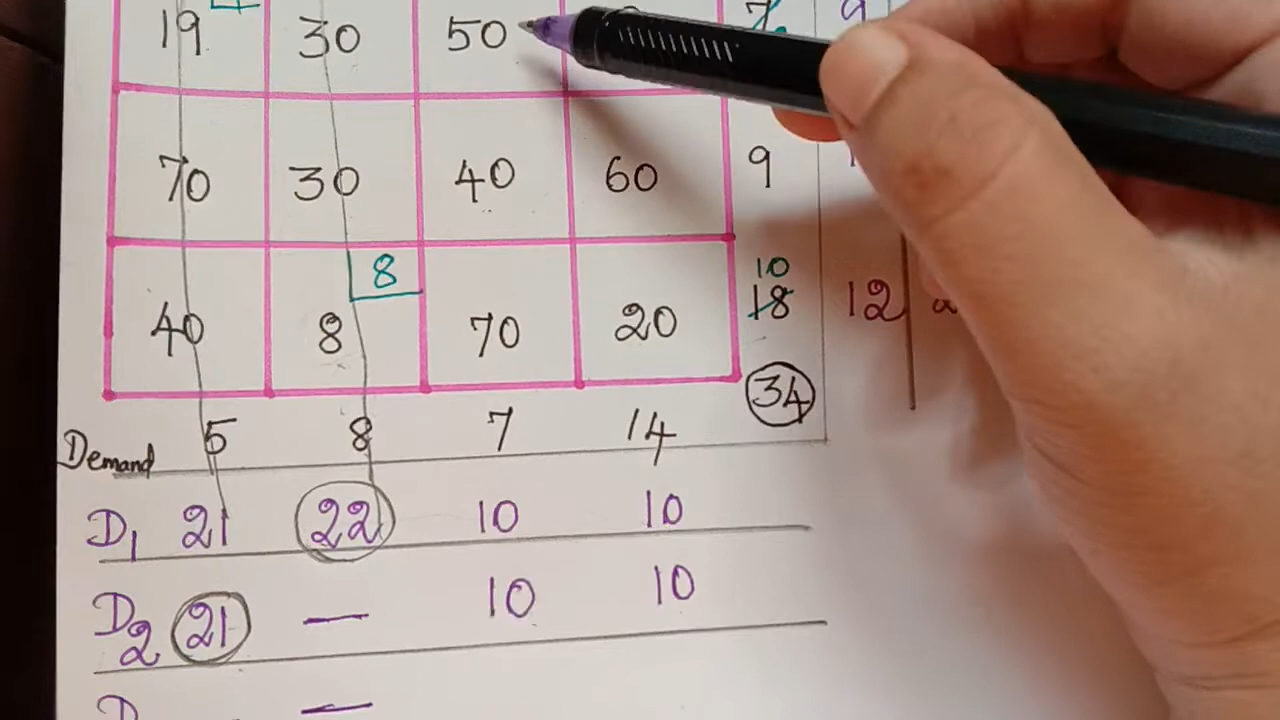 19 30 50 7 9
70 30 40 60 9
8 10
40 8 70 20 18 12
34
Demand 5 8 7 14
D1 21 22 10 10
D2 21 — 10 10
—